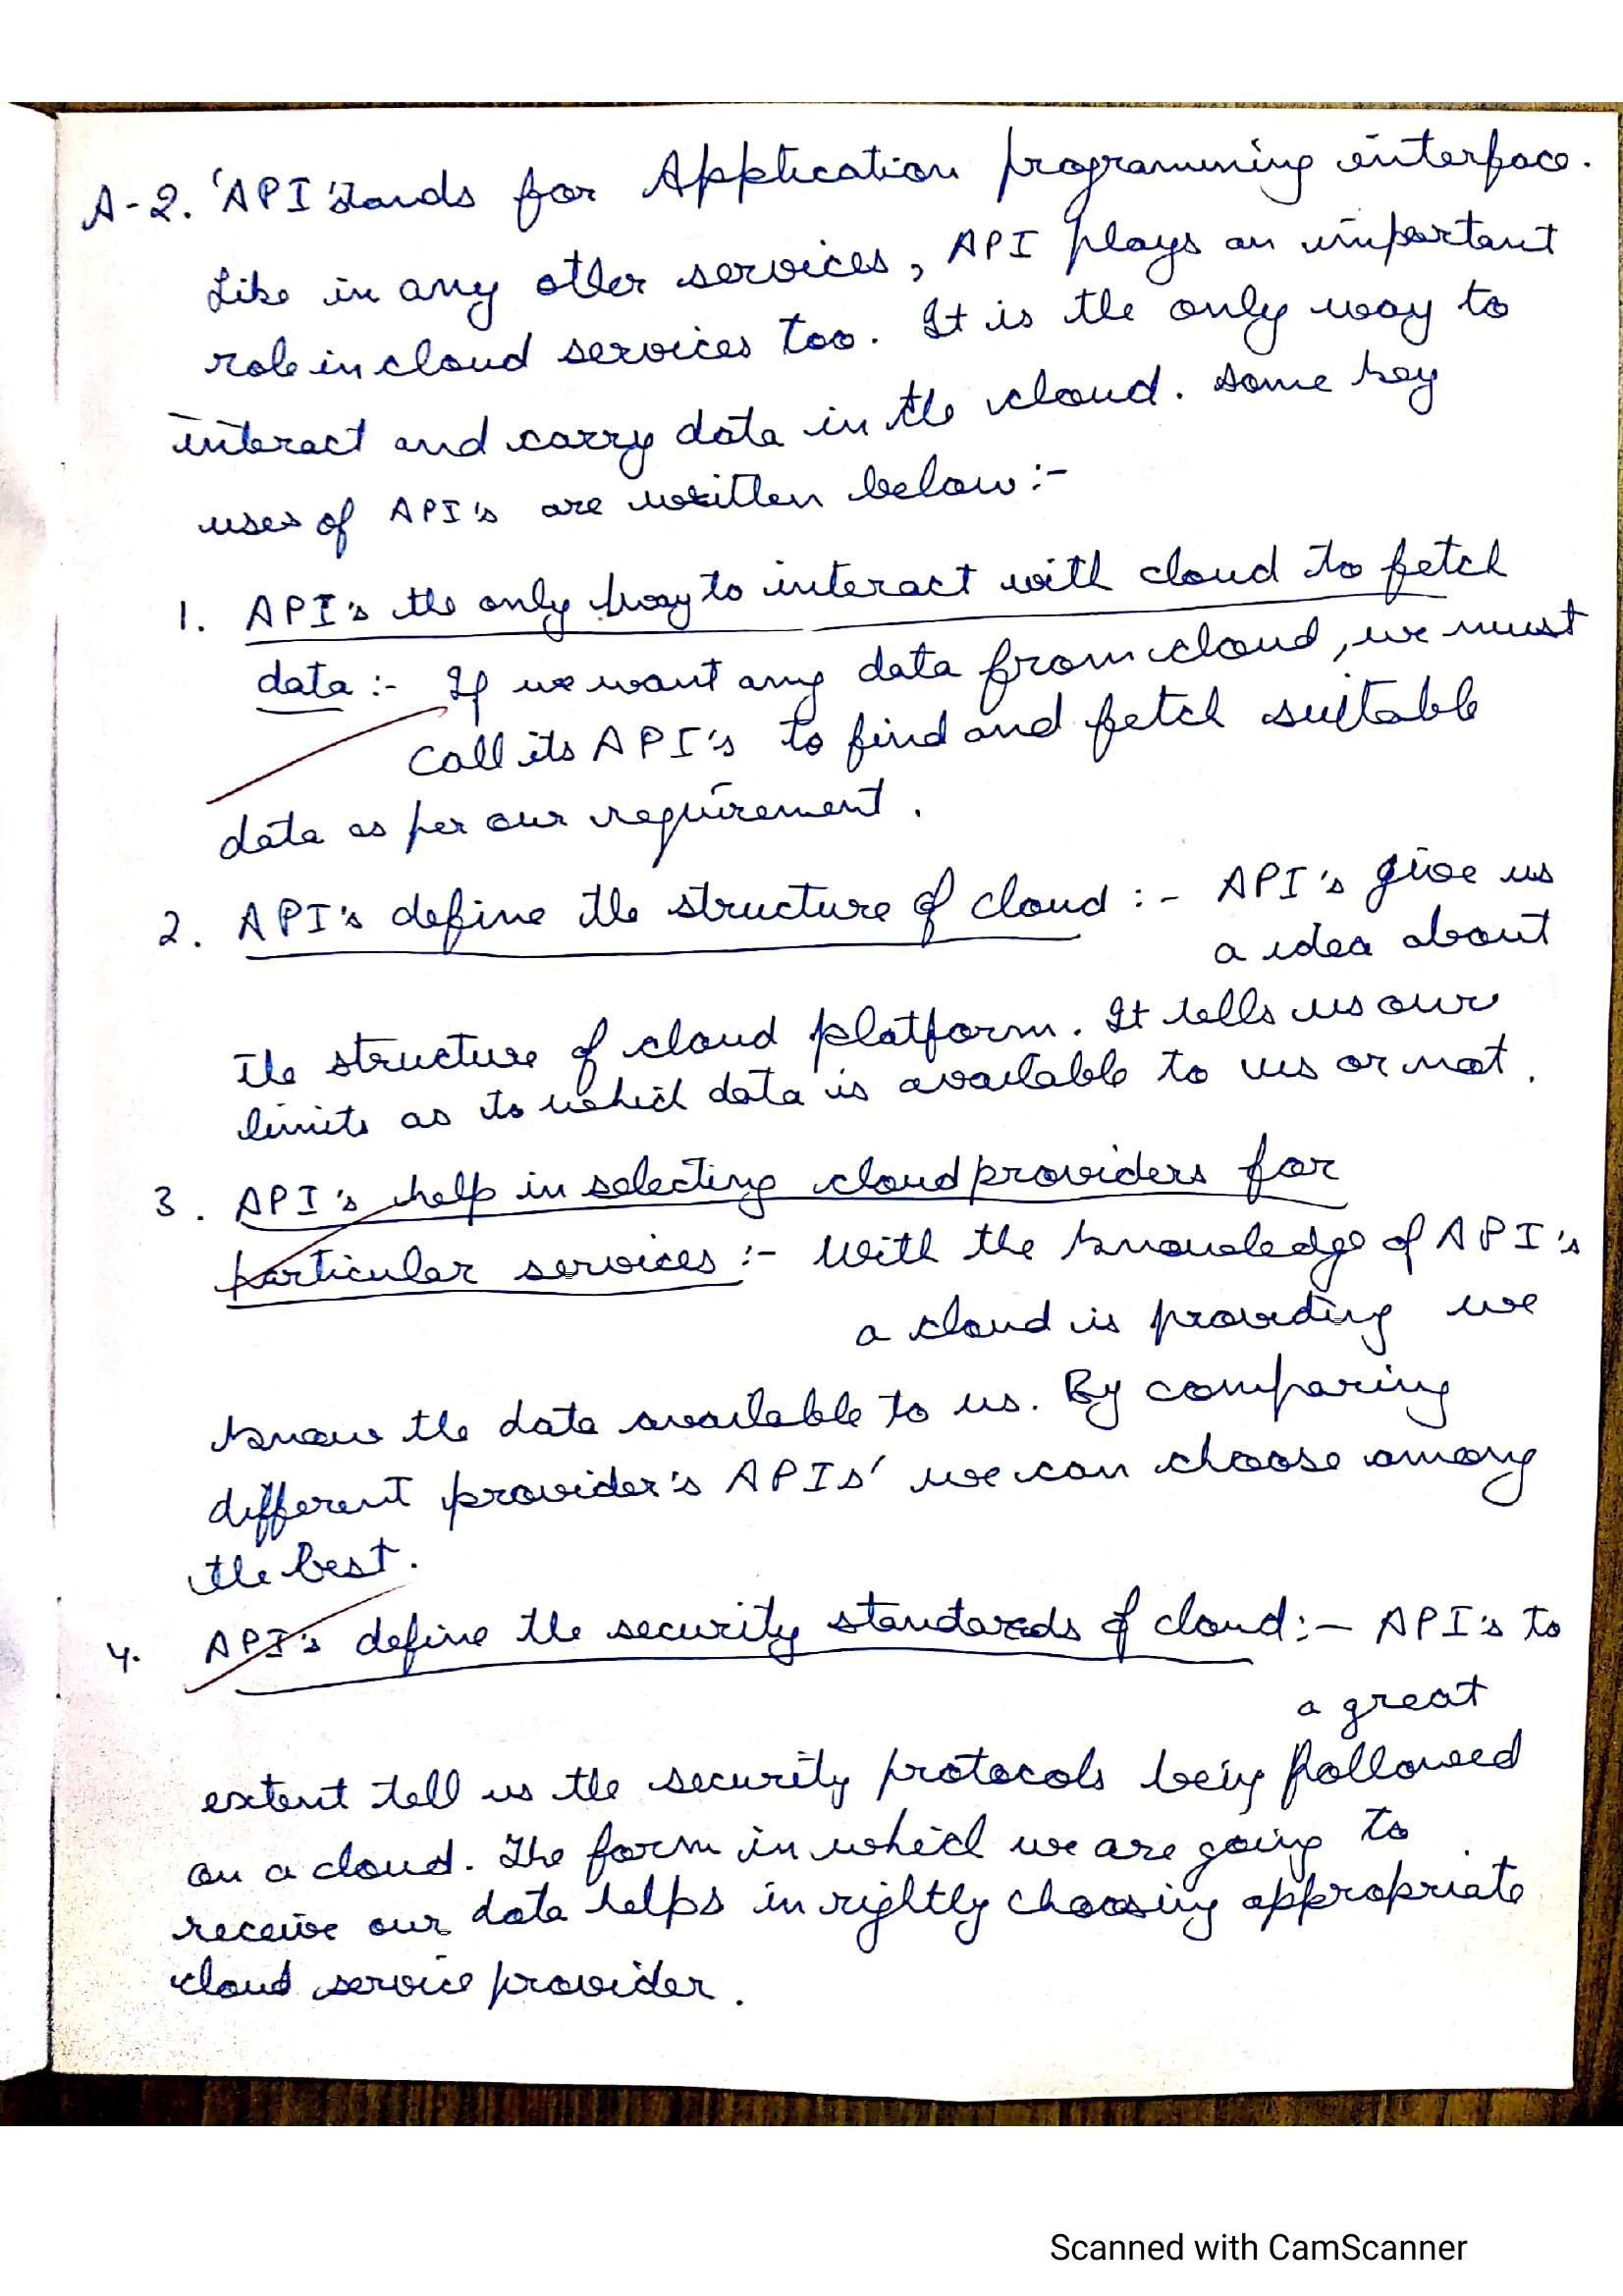 A-2. 'API' stands for Application programming interface.
Like in any other services, API plays an important
role in cloud services too. It is the only way to
interact and carry data in the cloud. Some key
uses of API's are written below:-
1. API's the only way to interact with cloud to fetch
data :- If we want any data from cloud, we must
call its API's to find and fetch suitable
data as per our requirement.
2. API's define the structure of cloud :- API's give us
a idea about
the structure of cloud platform. It tells us our
limits as to which data is available to us or not.
3. API's help in selecting cloud providers for
particular services :- With the knowledge of API's
a cloud is providing we
know the data available to us. By comparing
different provider's APIs' we can choose among
the best.
4. API's define the security standards of cloud:- API's to
a great
extent tell us the security protocols being followed
on a cloud. The form in which we are going to
receive our data helps in rightly choosing appropriate
cloud service provider.
Scanned with CamScanner